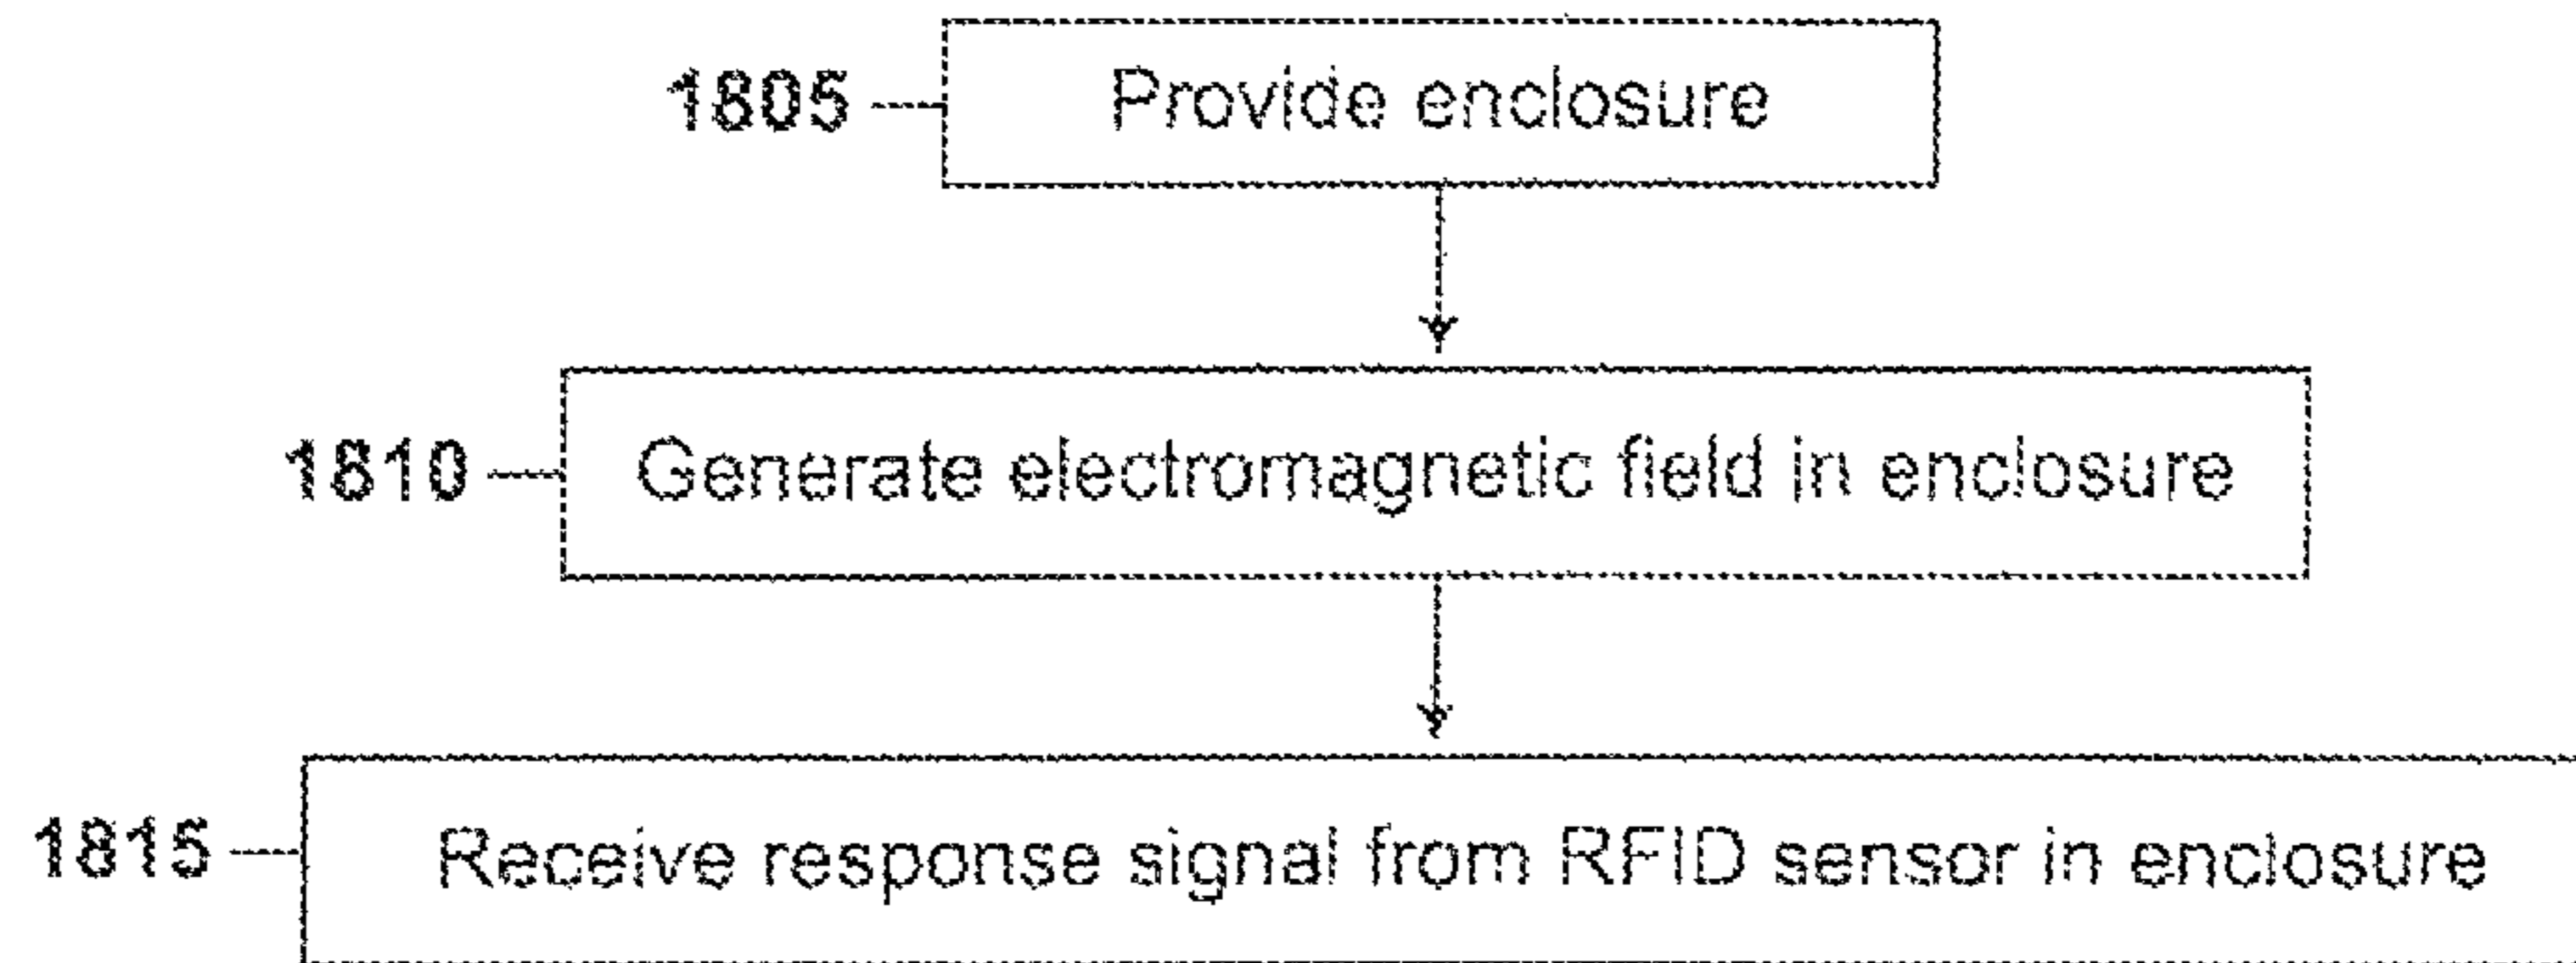 1805 Provide enclosure
1810 Generate electromagnetic field in enclosure
1815 Receive response signal from RFID sensor in enclosure